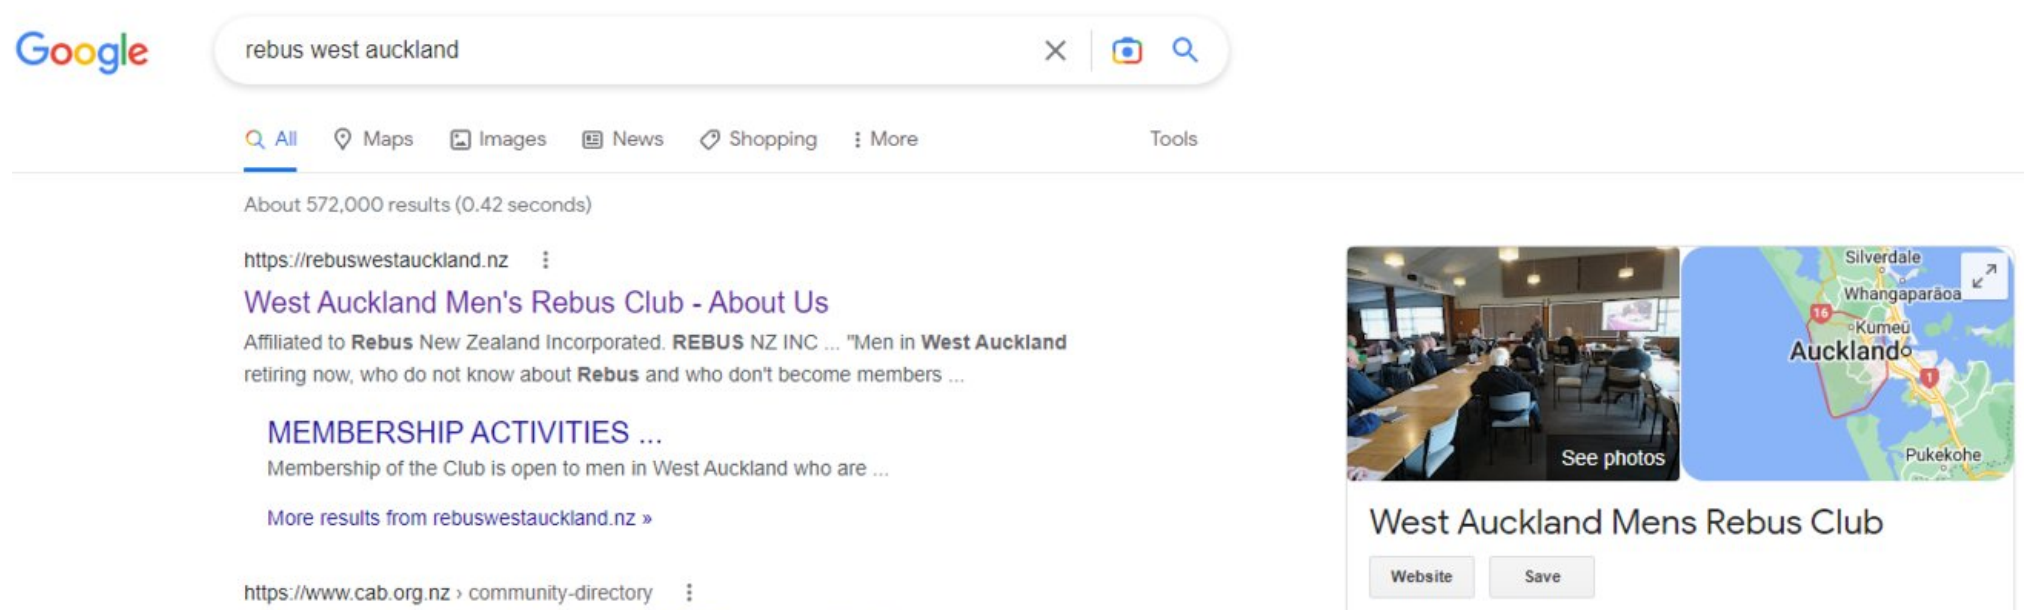 Google
rebus west auckland
All Maps Images News Shopping More Tools
About 572,000 results (0.42 seconds)
https://rebuswestauckland.nz
West Auckland Men's Rebus Club - About Us
Affiliated to Rebus New Zealand Incorporated. REBUS NZ INC ... "Men in West Auckland
retiring now, who do not know about Rebus and who don't become members ...
MEMBERSHIP ACTIVITIES ...
Membership of the Club is open to men in West Auckland who are ...
More results from rebuswestauckland.nz »
https://www.cab.org.nz › community-directory
See photos
Silverdale
Whangaparāoa
16
Kumeū
Auckland
1
Pukekohe
West Auckland Mens Rebus Club
Website Save